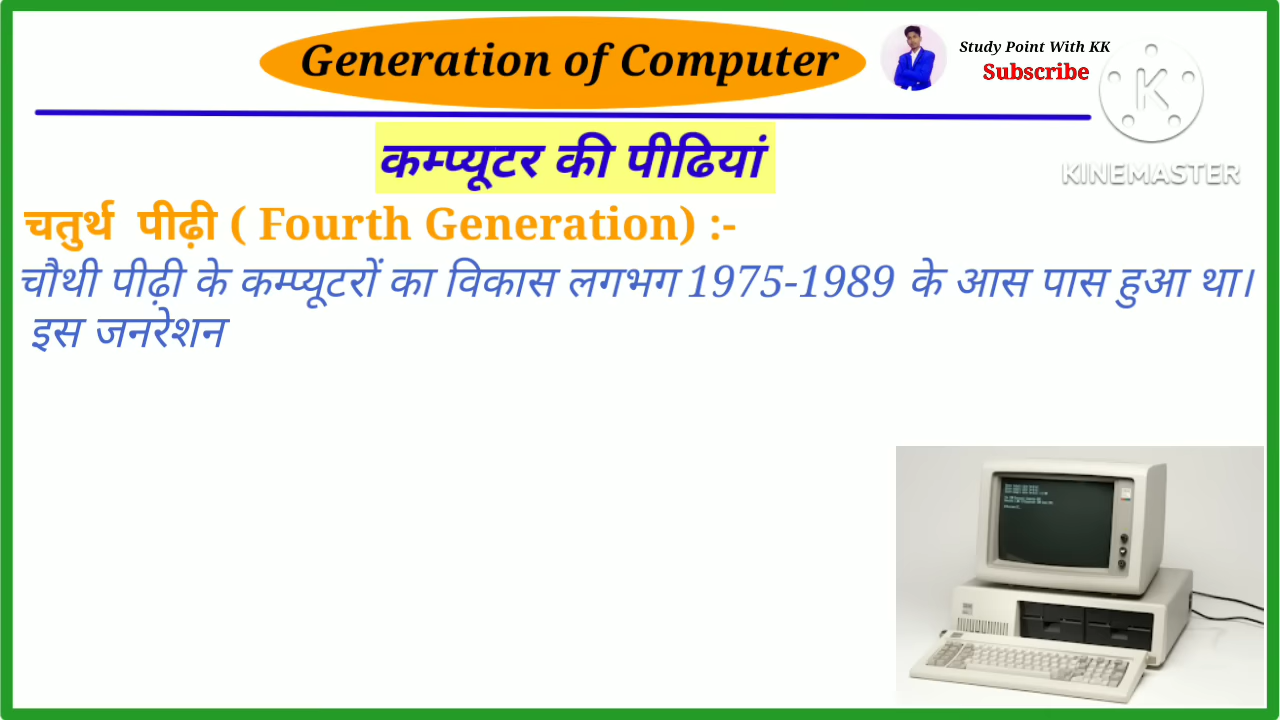 Generation of Computer
Study Point With KK
Subscribe
K
KINEMASTER
कम्प्यूटर की पीढियां
चतुर्थ पीढ़ी ( Fourth Generation) :-
चौथी पीढ़ी के कम्प्यूटरों का विकास लगभग 1975-1989 के आस पास हुआ था।
इस जनरेशन